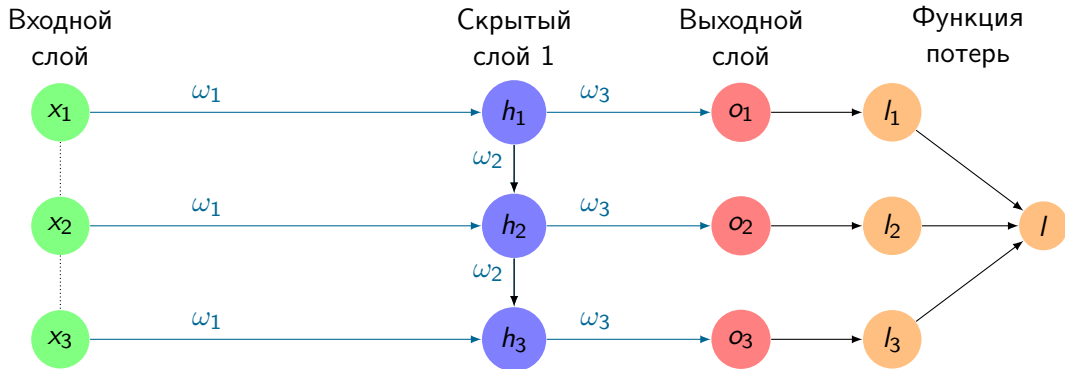 Входной
слой
Скрытый
слой 1
Выходной
слой
Функция
потерь
x₁
ω₁
h₁
ω₃
o₁
l₁
ω₂
x₂
ω₁
h₂
ω₃
o₂
l₂
l
ω₂
x₃
ω₁
h₃
ω₃
o₃
l₃